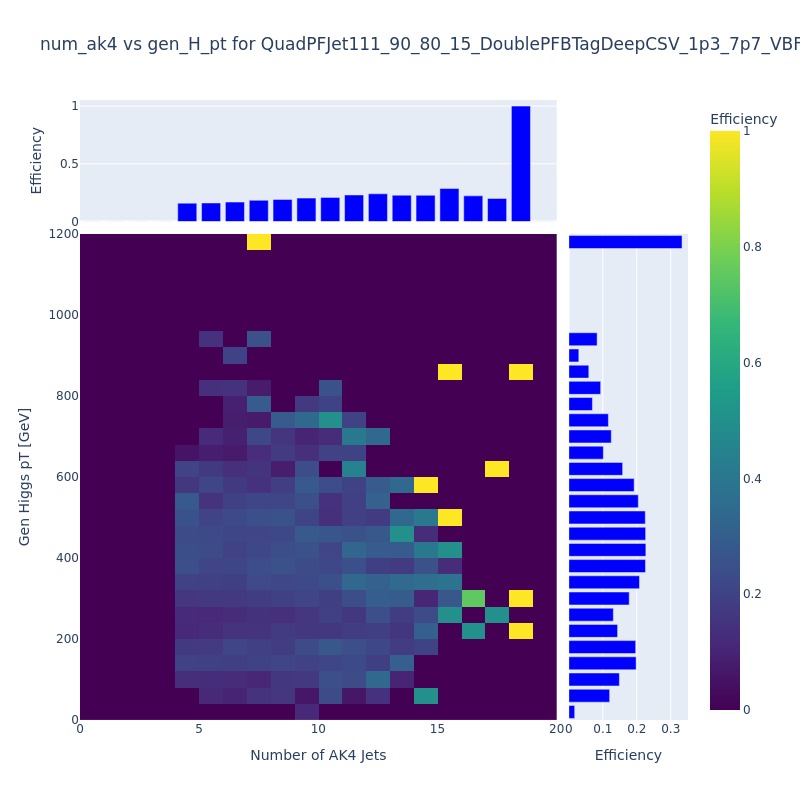 num_ak4 vs gen_H_pt for QuadPFJet111_90_80_15_DoublePFBTagDeepCSV_1p3_7p7_VBF
Efficiency
1
0.5
0
Efficiency
1
0.8
0.6
0.4
0.2
0
Gen Higgs pT [GeV]
1200
1000
800
600
400
200
0
0 5 10 15 20
Number of AK4 Jets
0 0.1 0.2 0.3
Efficiency